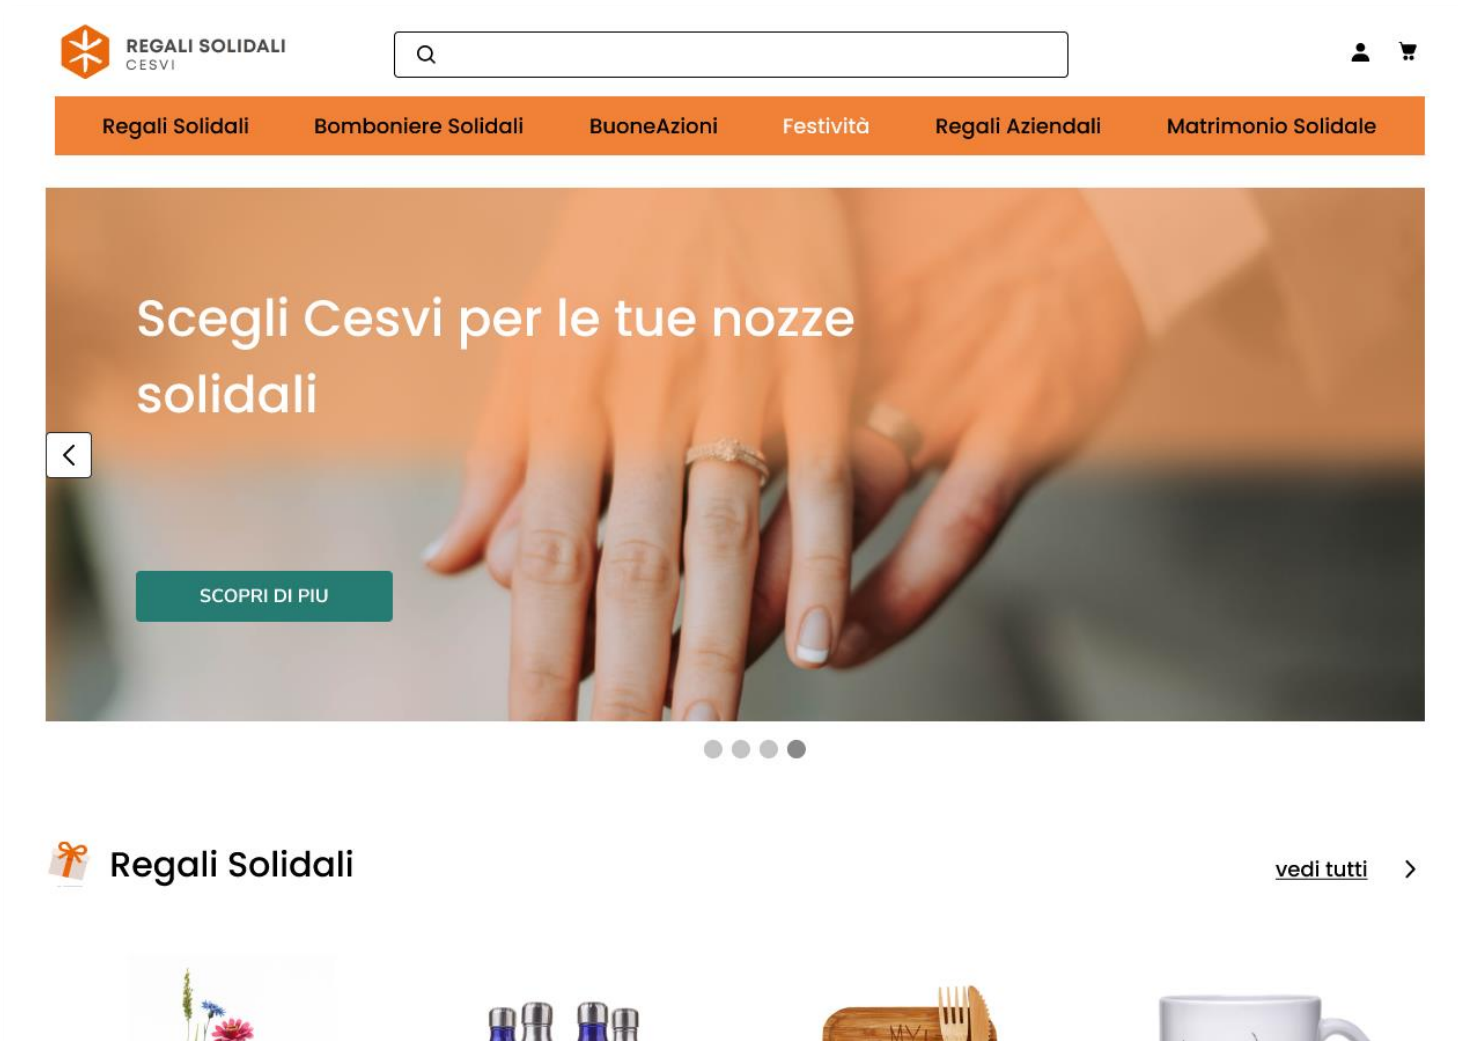 REGALI SOLIDALI
CESVI
Regali Solidali
Bomboniere Solidali
BuoneAzioni
Festività
Regali Aziendali
Matrimonio Solidale
Scegli Cesvi per le tue nozze
solidali
SCOPRI DI PIU
Regali Solidali
vedi tutti